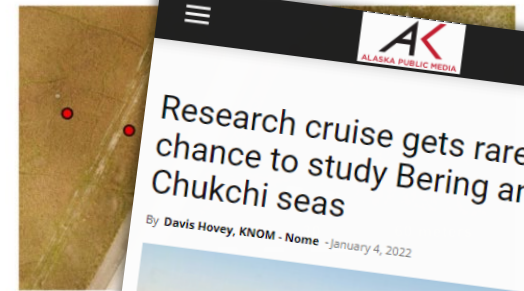 AK
ALASKA PUBLIC MEDIA
Research cruise gets rare
chance to study Bering an
Chukchi seas
By Davis Hovey, KNOM - Nome - January 4, 2022